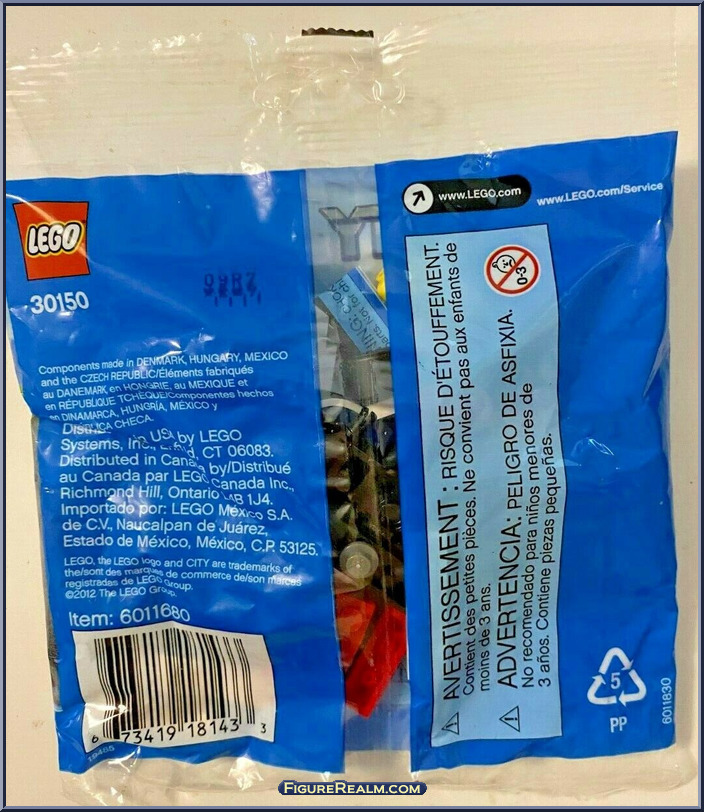 LEGO
30150
Components made in DENMARK, HUNGARY, MEXICO
and the CZECH REPUBLIC/Éléments fabriqués
au DANEMARK, en HONGRIE, au MEXIQUE et
en RÉPUBLIQUE TCHÈQUE/Componentes hechos
en DINAMARCA, HUNGRÍA, MÉXICO y
CHECA.
Systems, Inc., CT 06083.
Distributed in Canada by/Distribué
au Canada par LEGO Canada Inc.,
Richmond Hill, Ontario L4B 1J4.
Importado por: LEGO México S.A.
de C.V., Naucalpan de Juárez,
Estado de México, México, C.P. 53125.
LEGO, the LEGO logo and CITY are trademarks of
the/sont des marques de commerce de/son marcas
registradas de LEGO Group.
©2012 The LEGO Group.
Item: 6011680
6 73419 18143 3
19485
www.LEGO.com
www.LEGO.com/Service
0-3
AVERTISSEMENT : RISQUE D'ÉTOUFFEMENT.
Contient des petites pièces. Ne convient pas aux enfants de
moins de 3 ans.
ADVERTENCIA: PELIGRO DE ASFIXIA.
No recomendado para niños menores de
3 años. Contiene piezas pequeñas.
5
PP
6011830
FigureRealm.com